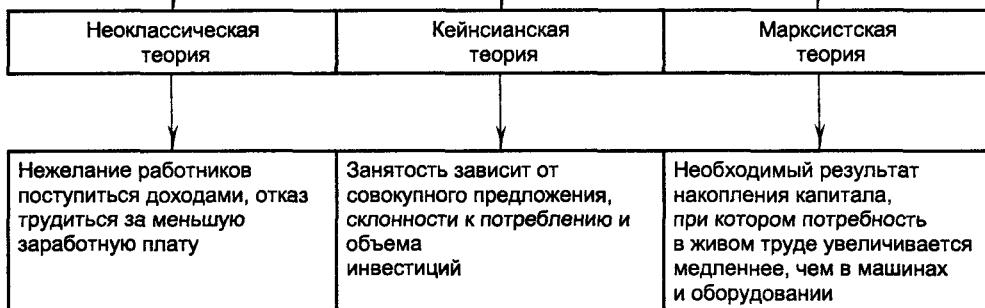 Неоклассическая
теория
Кейнсианская
теория
Марксистская
теория
Нежелание работников
поступиться доходами, отказ
трудиться за меньшую
заработную плату
Занятость зависит от
совокупного предложения,
склонности к потреблению и
объема
инвестиций
Необходимый результат
накопления капитала,
при котором потребность
в живом труде увеличивается
медленнее, чем в машинах
и оборудовании